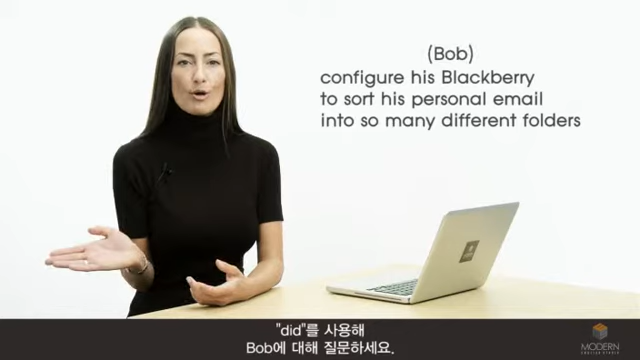 (Bob)
configure his Blackberry
to sort his personal email
into so many different folders
"did"를 사용해
Bob에 대해 질문하세요.
MODERN